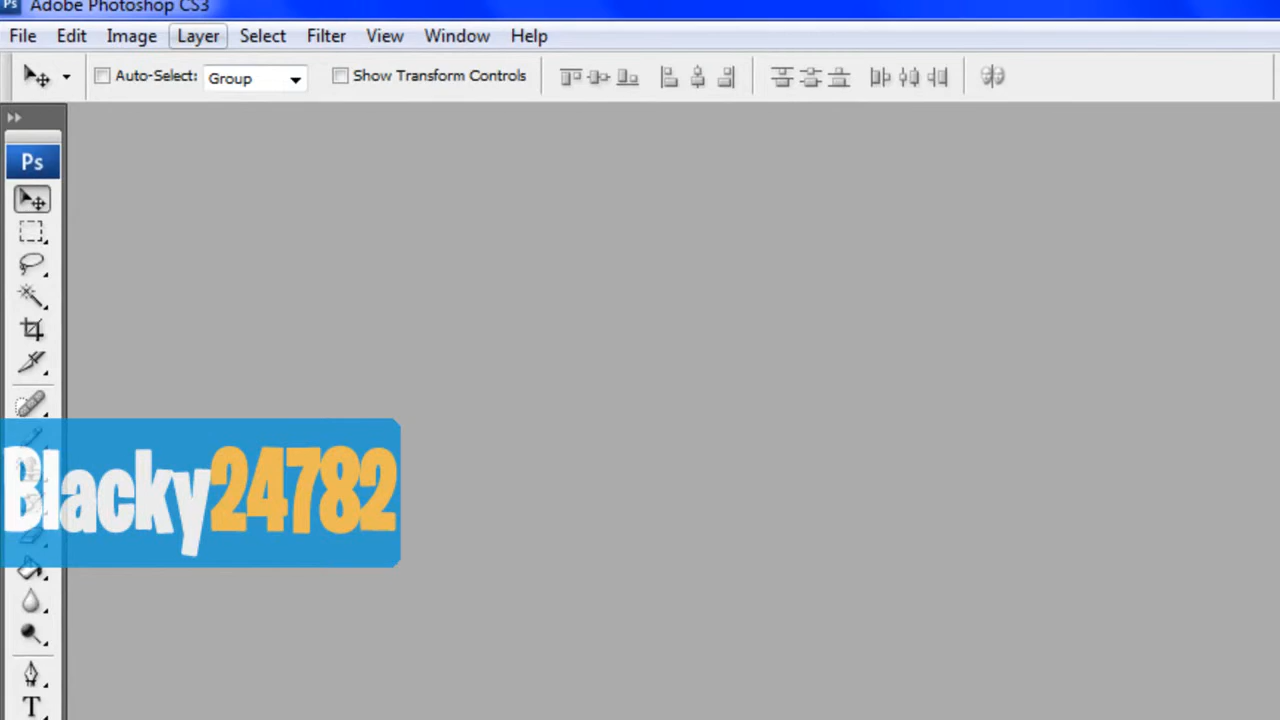 Ps Adobe Photoshop CS3
File Edit Image Layer Select Filter View Window Help
Auto-Select: Group Show Transform Controls
Ps
Blacky24782
T